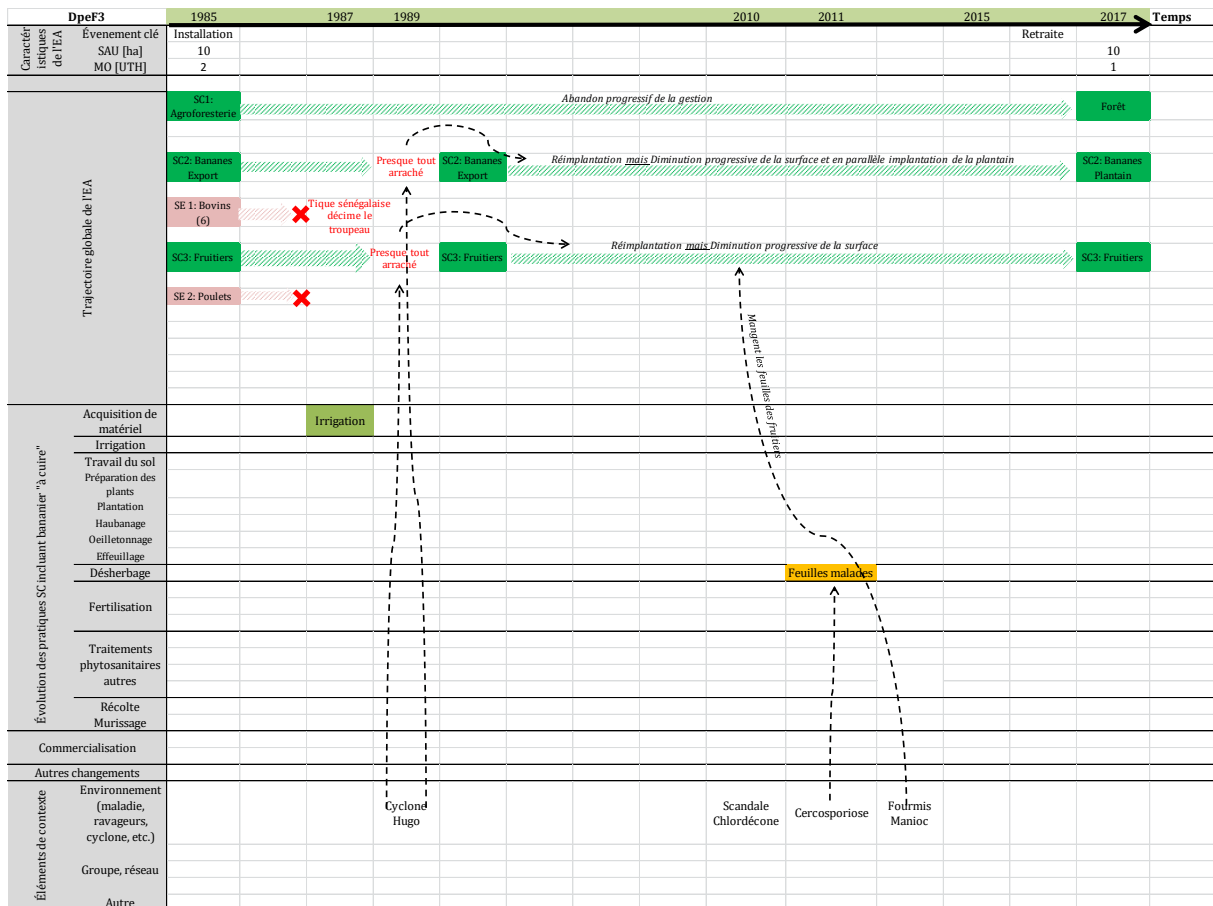 DpeF3 1985 1987 1989 2010 2011 2015 2017 Temps
Caractér
istiques
de l'EA
Évenement clé Installation Retraite
SAU [ha] 10 10
MO [UTH] 2 1
Trajectoire globale de l'EA
SC1:
Agroforesterie
Abandon progressif de la gestion
Forêt
SC2: Bananes
Export
Presque tout
arraché
SC2: Bananes
Export
Réimplantation mais Diminution progressive de la surface et en parallèle implantation de la plantain
SC2: Bananes
Plantain
SE 1: Bovins
(6)
Tique sénégalaise
décime le
troupeau
SC3: Fruitiers
Presque tout
arraché
SC3: Fruitiers
Réimplantation mais Diminution progressive de la surface
SC3: Fruitiers
SE 2: Poulets
Mangent les feuilles des fruitiers
Évolution des pratiques SC incluant bananier "à cuire"
Acquisition de
matériel
Irrigation
Irrigation
Travail du sol
Préparation des
plants
Plantation
Haubanage
Oeilletonnage
Effeuillage
Désherbage
Feuilles malades
Fertilisation
Traitements
phytosanitaires
autres
Récolte
Murissage
Commercialisation
Autres changements
Éléments de contexte
Environnement
(maladie,
ravageurs,
cyclone, etc.)
Cyclone
Hugo
Scandale
Chlordécone
Cercosporiose
Fourmis
Manioc
Groupe, réseau
Autre